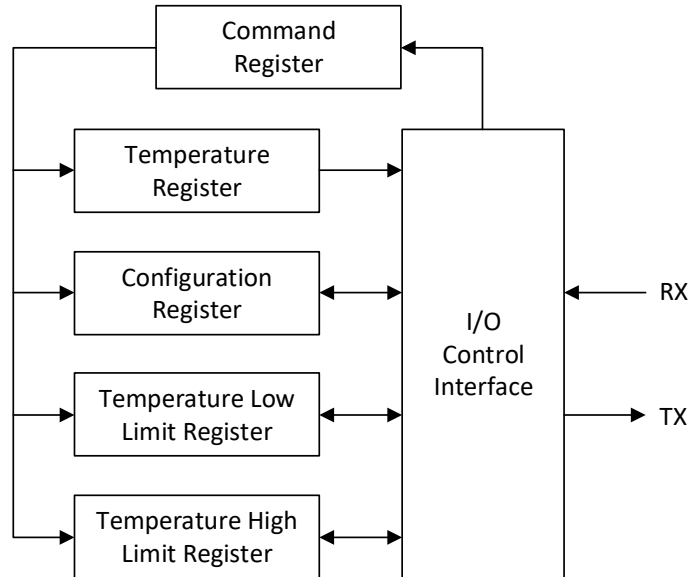 Command
Register
Temperature
Register
Configuration
Register
Temperature Low
Limit Register
Temperature High
Limit Register
I/O
Control
Interface
RX
TX